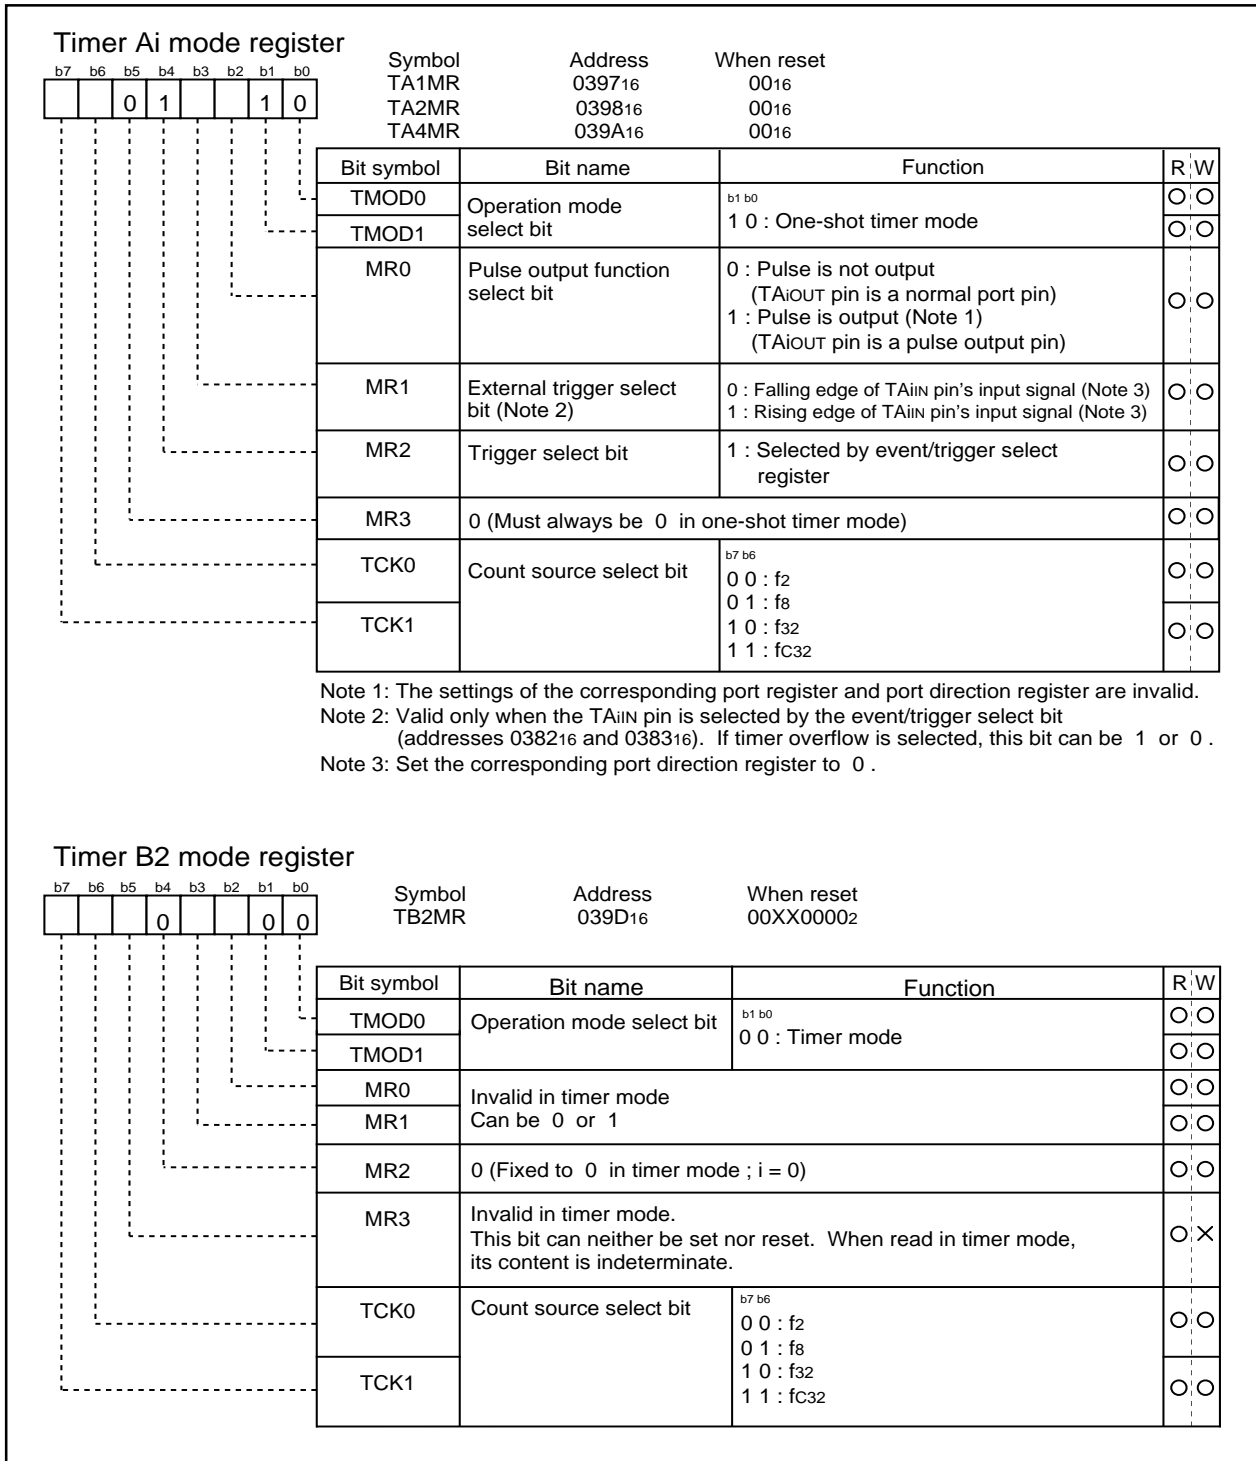 Timer Ai mode register
Symbol Address When reset
b7 b6 b5 b4 b3 b2 b1 b0
TA1MR 039716 0016
0 1 1 0
TA2MR 039816 0016
TA4MR 039A16 0016
Bit symbol Bit name Function R W
TMOD0 Operation mode select bit b1 b0
TMOD1 1 0 : One-shot timer mode
MR0 Pulse output function select bit 0 : Pulse is not output
(TAiOUT pin is a normal port pin)
1 : Pulse is output (Note 1)
(TAiOUT pin is a pulse output pin)
MR1 External trigger select bit (Note 2) 0 : Falling edge of TAiIN pin's input signal (Note 3)
1 : Rising edge of TAiIN pin's input signal (Note 3)
MR2 Trigger select bit 1 : Selected by event/trigger select
register
MR3 0 (Must always be 0 in one-shot timer mode)
TCK0 Count source select bit b7 b6
0 0 : f2
0 1 : f8
TCK1 1 0 : f32
1 1 : fC32
Note 1: The settings of the corresponding port register and port direction register are invalid.
Note 2: Valid only when the TAiIN pin is selected by the event/trigger select bit
(addresses 038216 and 038316). If timer overflow is selected, this bit can be 1 or 0 .
Note 3: Set the corresponding port direction register to 0 .
Timer B2 mode register
b7 b6 b5 b4 b3 b2 b1 b0
Symbol Address When reset
0 0 0
TB2MR 039D16 00XX00002
Bit symbol Bit name Function R W
TMOD0 Operation mode select bit b1 b0
TMOD1 0 0 : Timer mode
MR0 Invalid in timer mode
MR1 Can be 0 or 1
MR2 0 (Fixed to 0 in timer mode ; i = 0)
MR3 Invalid in timer mode.
This bit can neither be set nor reset. When read in timer mode,
its content is indeterminate.
TCK0 Count source select bit b7 b6
0 0 : f2
0 1 : f8
TCK1 1 0 : f32
1 1 : fC32